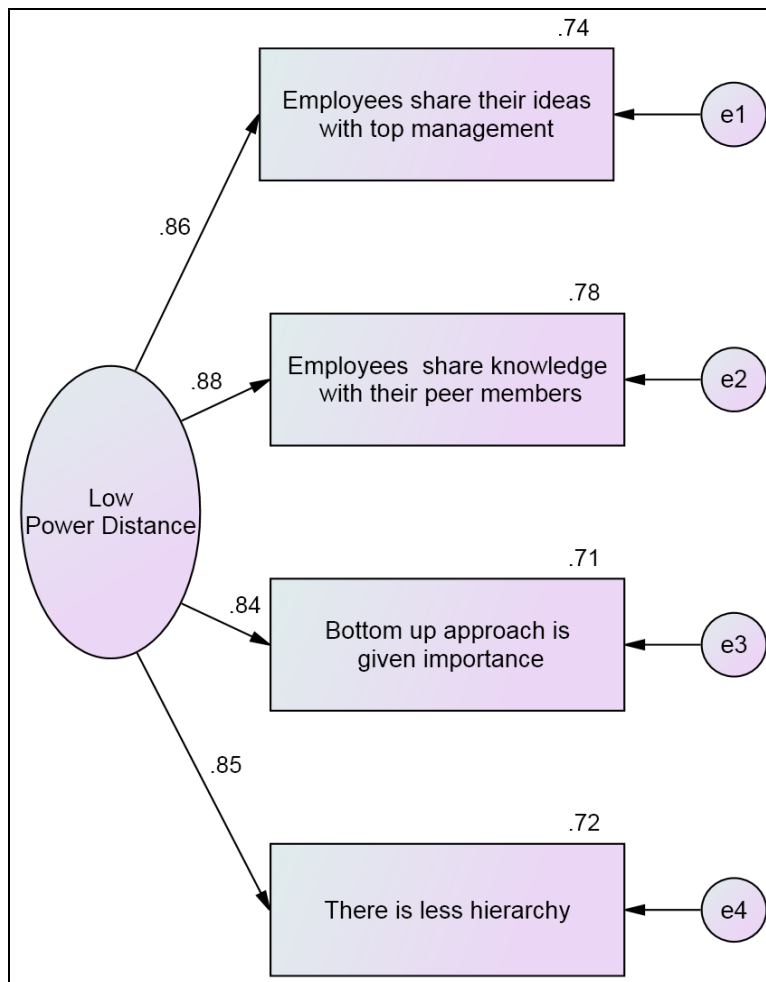 .74
Employees share their ideas
with top management
e1
.86
.78
Employees  share knowledge
with their peer members
e2
.88
Low
Power Distance
.71
.84
Bottom up approach is
given importance
e3
.85
.72
There is less hierarchy
e4